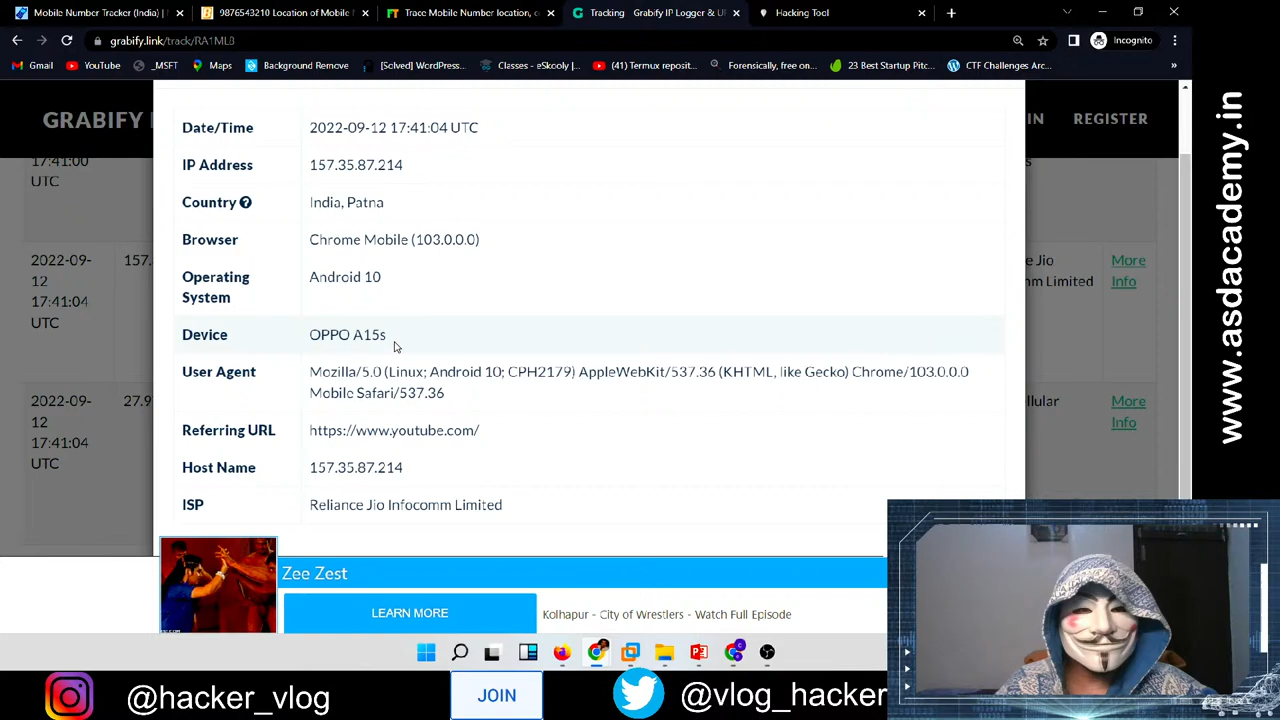 Mobile Number Tracker (India) |
9876543210 Location of Mobile N
Trace Mobile Number location, c
Tracking - Grabify IP Logger & U
Hacking Tool
grabify.link/track/RA1ML8
Incognito
Gmail
YouTube
_MSFT
Maps
Background Remove
[Solved] WordPress...
Classes - eSkooly |...
(41) Termux reposit...
Forensically, free on...
23 Best Startup Pitc...
CTF Challenges Arc...
GRABIFY
IN
REGISTER
Date/Time 2022-09-12 17:41:04 UTC
IP Address 157.35.87.214
Country India, Patna
Browser Chrome Mobile (103.0.0.0)
Operating System Android 10
Device OPPO A15s
User Agent Mozilla/5.0 (Linux; Android 10; CPH2179) AppleWebKit/537.36 (KHTML, like Gecko) Chrome/103.0.0.0
Mobile Safari/537.36
Referring URL https://www.youtube.com/
Host Name 157.35.87.214
ISP Reliance Jio Infocomm Limited
17:41:00
UTC
2022-09-
12
17:41:04
UTC
157.
e Jio
mm Limited
More
Info
2022-09-
12
17:41:04
UTC
27.9
llular
More
Info
Zee Zest
LEARN MORE
Kolhapur - City of Wrestlers - Watch Full Episode
www.asdacademy.in
@hacker_vlog
JOIN
@vlog_hacker